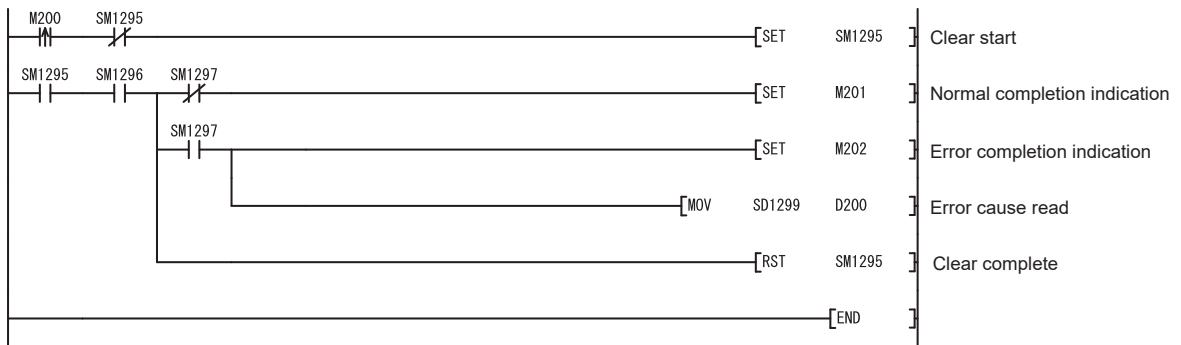 M200 SM1295
SET SM1295 Clear start
SM1295 SM1296 SM1297
SET M201 Normal completion indication
SM1297
SET M202 Error completion indication
MOV SD1299 D200 Error cause read
RST SM1295 Clear complete
END